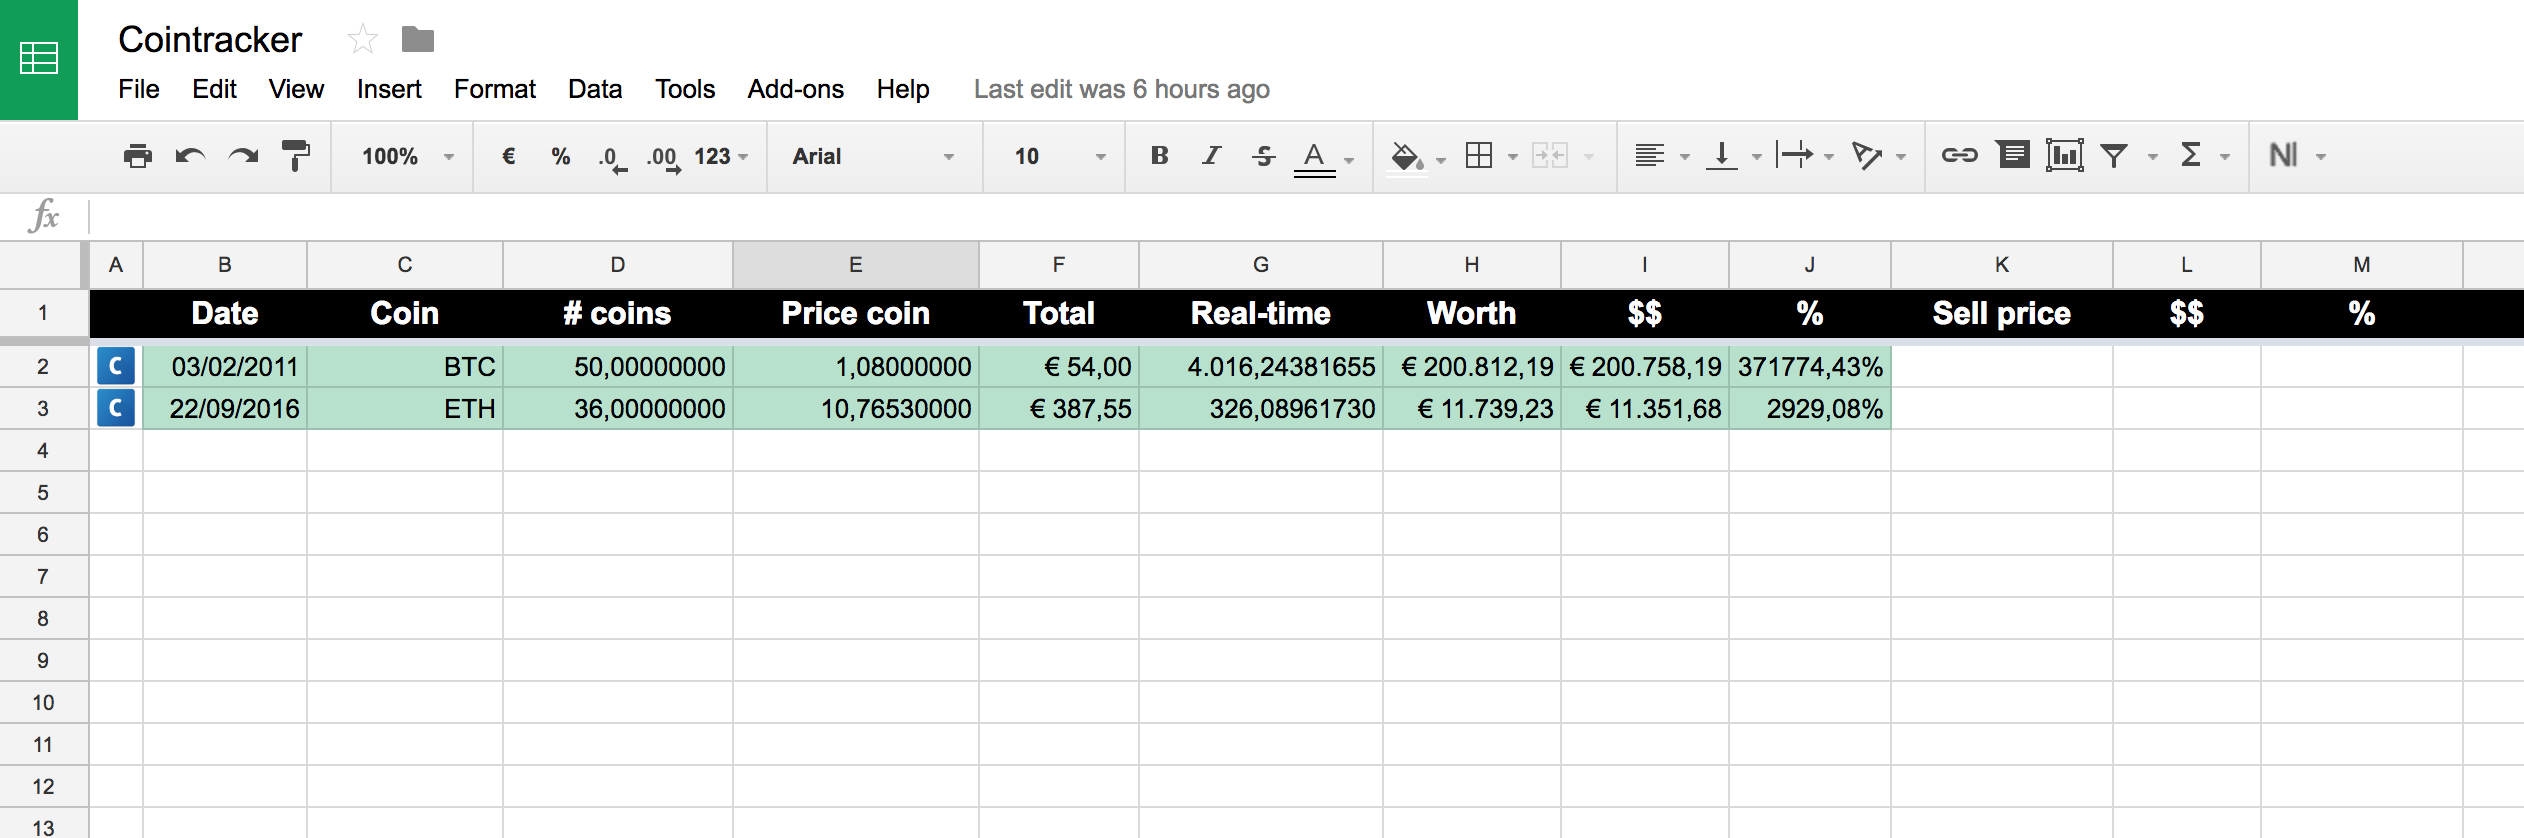 Cointracker
File Edit View Insert Format Data Tools Add-ons Help Last edit was 6 hours ago
100% € % .0 .00 123 Arial 10 B I S A Σ
fx
A B C D E F G H I J K L M
1 Date Coin # coins Price coin Total Real-time Worth $$ % Sell price $$ %
2 C 03/02/2011 BTC 50,00000000 1,08000000 € 54,00 4.016,24381655 € 200.812,19 € 200.758,19 371774,43%
3 C 22/09/2016 ETH 36,00000000 10,76530000 € 387,55 326,08961730 € 11.739,23 € 11.351,68 2929,08%
4
5
6
7
8
9
10
11
12
13